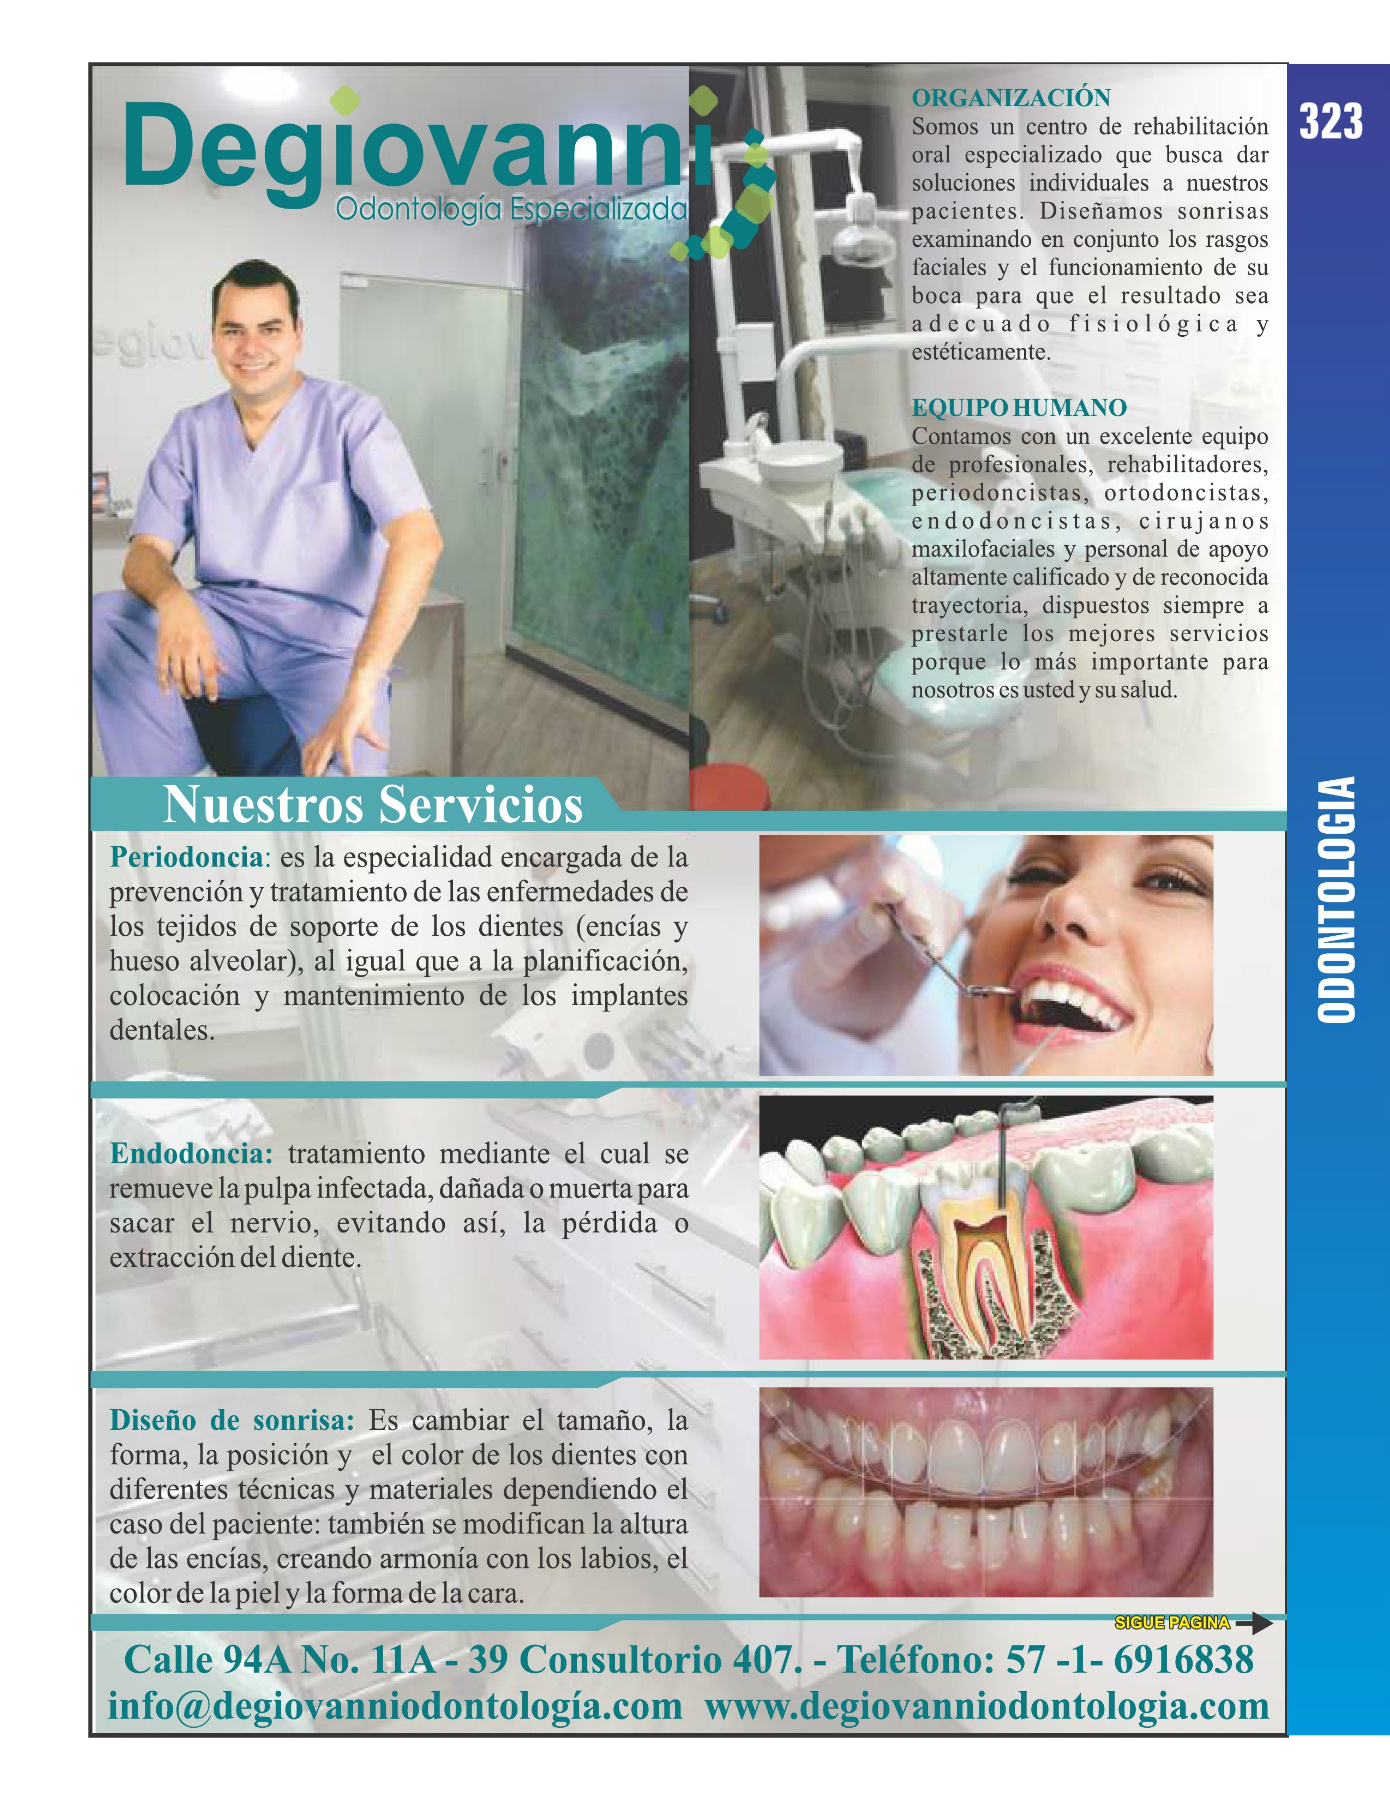 Degiovanni
Odontología Especializada
ORGANIZACIÓN
Somos un centro de rehabilitación
oral especializado que busca dar
soluciones individuales a nuestros
pacientes. Diseñamos sonrisas
examinando en conjunto los rasgos
faciales y el funcionamiento de su
boca para que el resultado sea
adecuado fisiológica y
estéticamente.
EQUIPO HUMANO
Contamos con un excelente equipo
de profesionales, rehabilitadores,
periodoncistas, ortodoncistas,
endodoncistas, cirujanos
maxilofaciales y personal de apoyo
altamente calificado y de reconocida
trayectoria, dispuestos siempre a
prestarle los mejores servicios
porque lo más importante para
nosotros es usted y su salud.
323
ODONTOLOGIA
Nuestros Servicios
Periodoncia: es la especialidad encargada de la
prevención y tratamiento de las enfermedades de
los tejidos de soporte de los dientes (encías y
hueso alveolar), al igual que a la planificación,
colocación y mantenimiento de los implantes
dentales.
Endodoncia: tratamiento mediante el cual se
remueve la pulpa infectada, dañada o muerta para
sacar el nervio, evitando así, la pérdida o
extracción del diente.
Diseño de sonrisa: Es cambiar el tamaño, la
forma, la posición y el color de los dientes con
diferentes técnicas y materiales dependiendo el
caso del paciente: también se modifican la altura
de las encías, creando armonía con los labios, el
color de la piel y la forma de la cara.
SIGUE PAGINA
Calle 94A No. 11A - 39 Consultorio 407. - Teléfono: 57 -1- 6916838
info@degiovanniodontología.com www.degiovanniodontologia.com